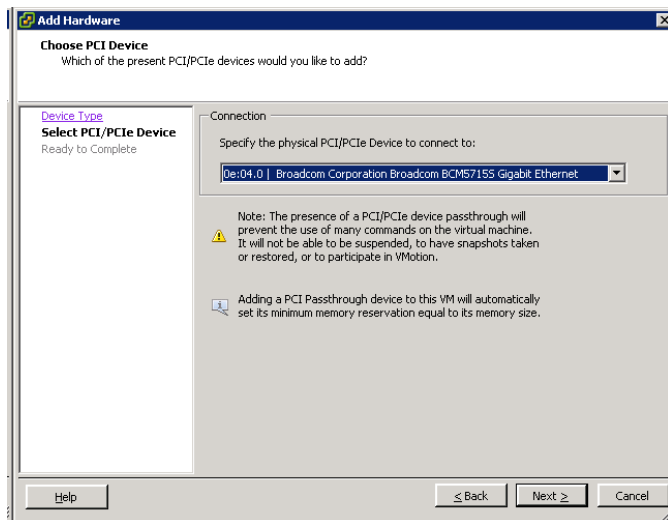 Add Hardware
Choose PCI Device
Which of the present PCI/PCIe devices would you like to add?
Device Type
Select PCI/PCIe Device
Ready to Complete
Connection
Specify the physical PCI/PCIe Device to connect to:
0e:04.0 | Broadcom Corporation Broadcom BCM5715S Gigabit Ethernet
Note: The presence of a PCI/PCIe device passthrough will
prevent the use of many commands on the virtual machine.
It will not be able to be suspended, to have snapshots taken
or restored, or to participate in VMotion.
Adding a PCI Passthrough device to this VM will automatically
set its minimum memory reservation equal to its memory size.
Help
< Back
Next >
Cancel